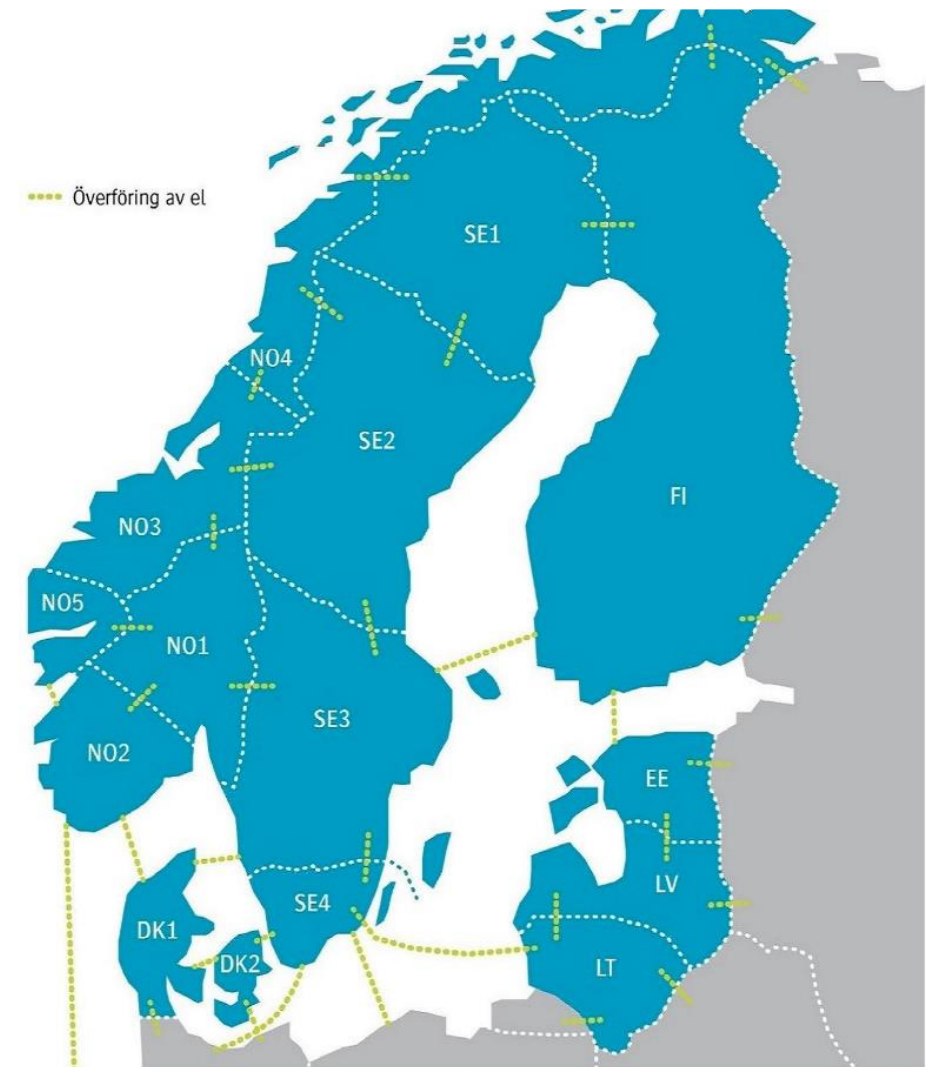 Överföring av el
SE1
NO4
SE2
FI
NO3
NO5
NO1
SE3
NO2
EE
LV
SE4
DK1
DK2
LT